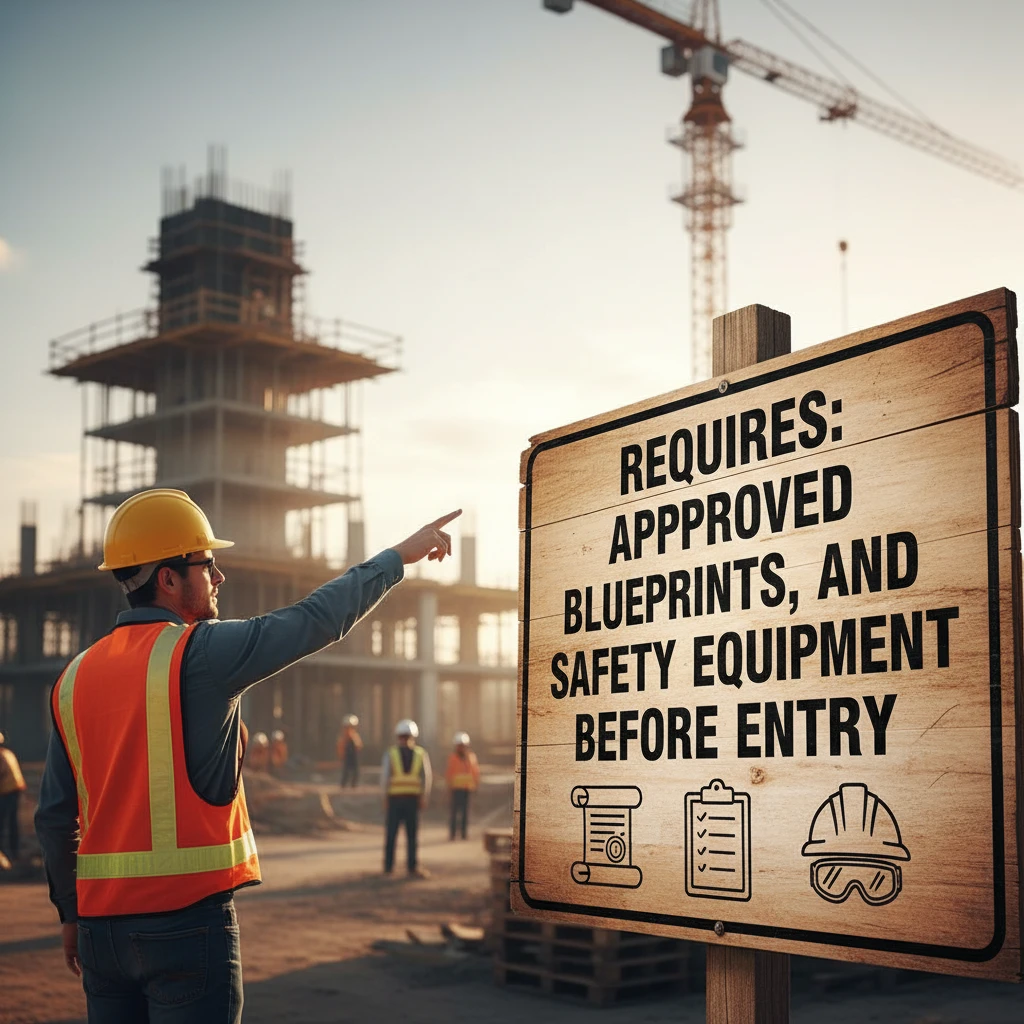 REQUIRES:
APPPROVED
BLUEPRINTS, AND
SAFETY EQUIPMENT
BEFORE ENTRY